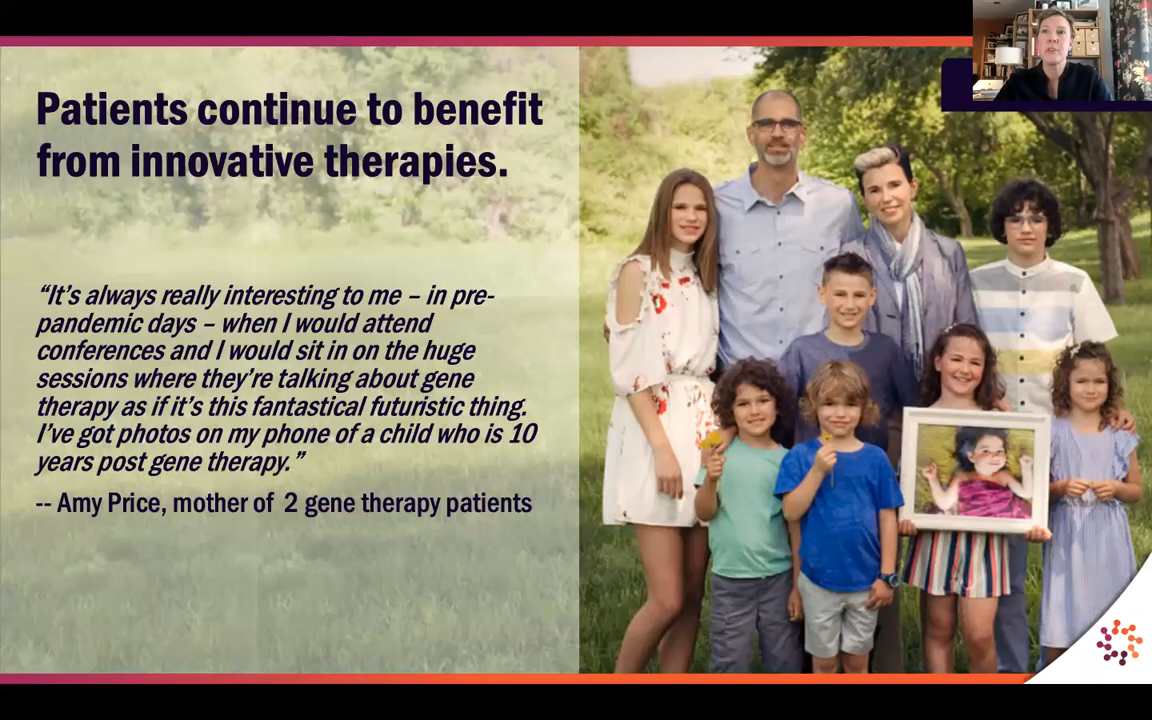 Patients continue to benefit
from innovative therapies.
“It’s always really interesting to me – in pre-
pandemic days – when I would attend
conferences and I would sit in on the huge
sessions where they’re talking about gene
therapy as if it’s this fantastical futuristic thing.
I’ve got photos on my phone of a child who is 10
years post gene therapy.”
-- Amy Price, mother of  2 gene therapy patients